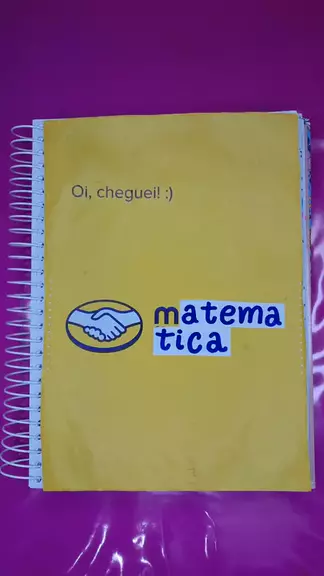 Oi, cheguei! :)
matema
tica